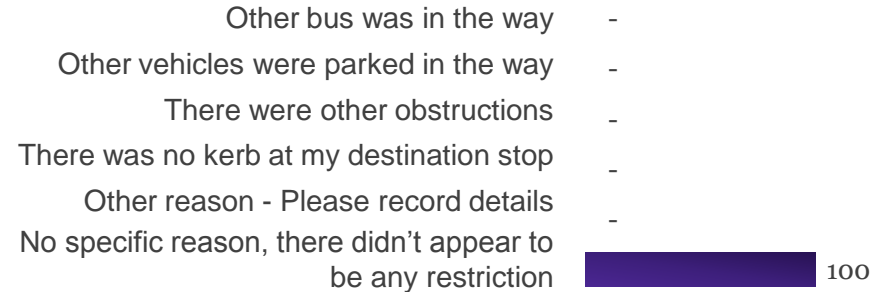 Other bus was in the way -
Other vehicles were parked in the way -
There were other obstructions -
There was no kerb at my destination stop -
Other reason - Please record details -
No specific reason, there didn’t appear to
be any restriction 100